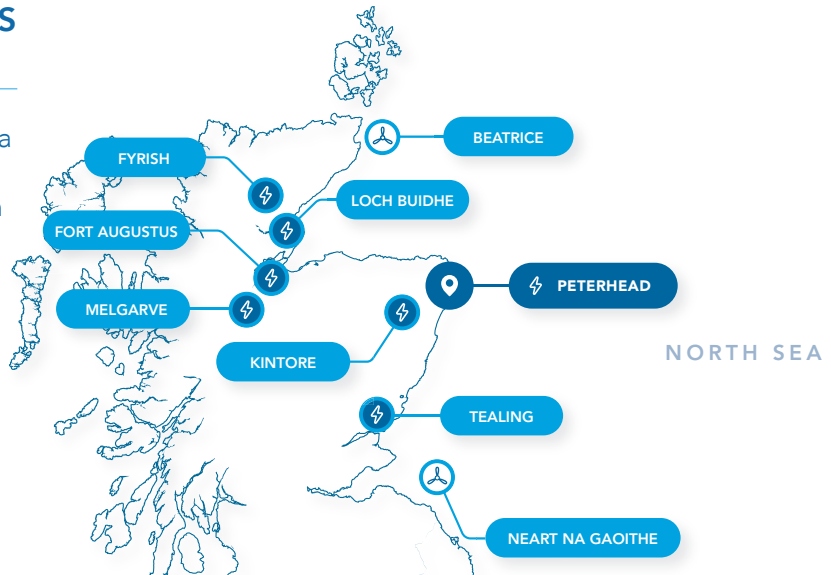 S
a
BEATRICE
FYRISH
LOCH BUIDHE
FORT AUGUSTUS
PETERHEAD
MELGARVE
NORTH SEA
KINTORE
TEALING
NEART NA GAOITHE